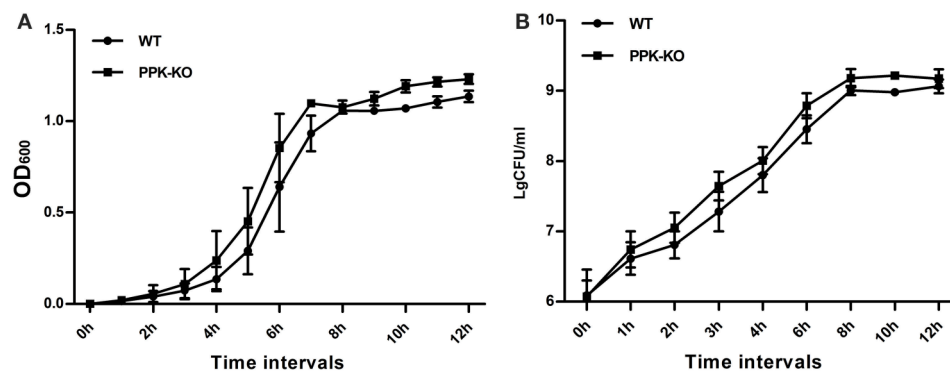 A
WT
PPK-KO
OD600
1.5
1.0
0.5
0.0
0h 2h 4h 6h 8h 10h 12h
Time intervals
B
WT
PPK-KO
LgCFU/ml
10
9
8
7
6
0h 1h 2h 3h 4h 6h 8h 10h 12h
Time intervals